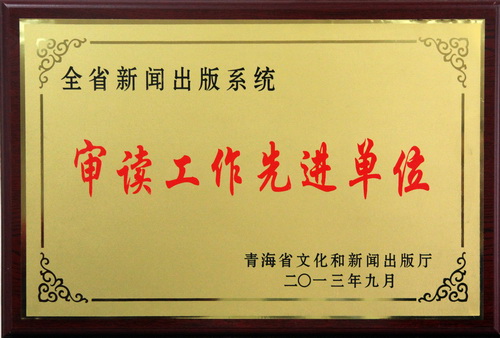 全省新闻出版系统
审读工作先进单位
青海省文化和新闻出版厅
二〇一三年九月